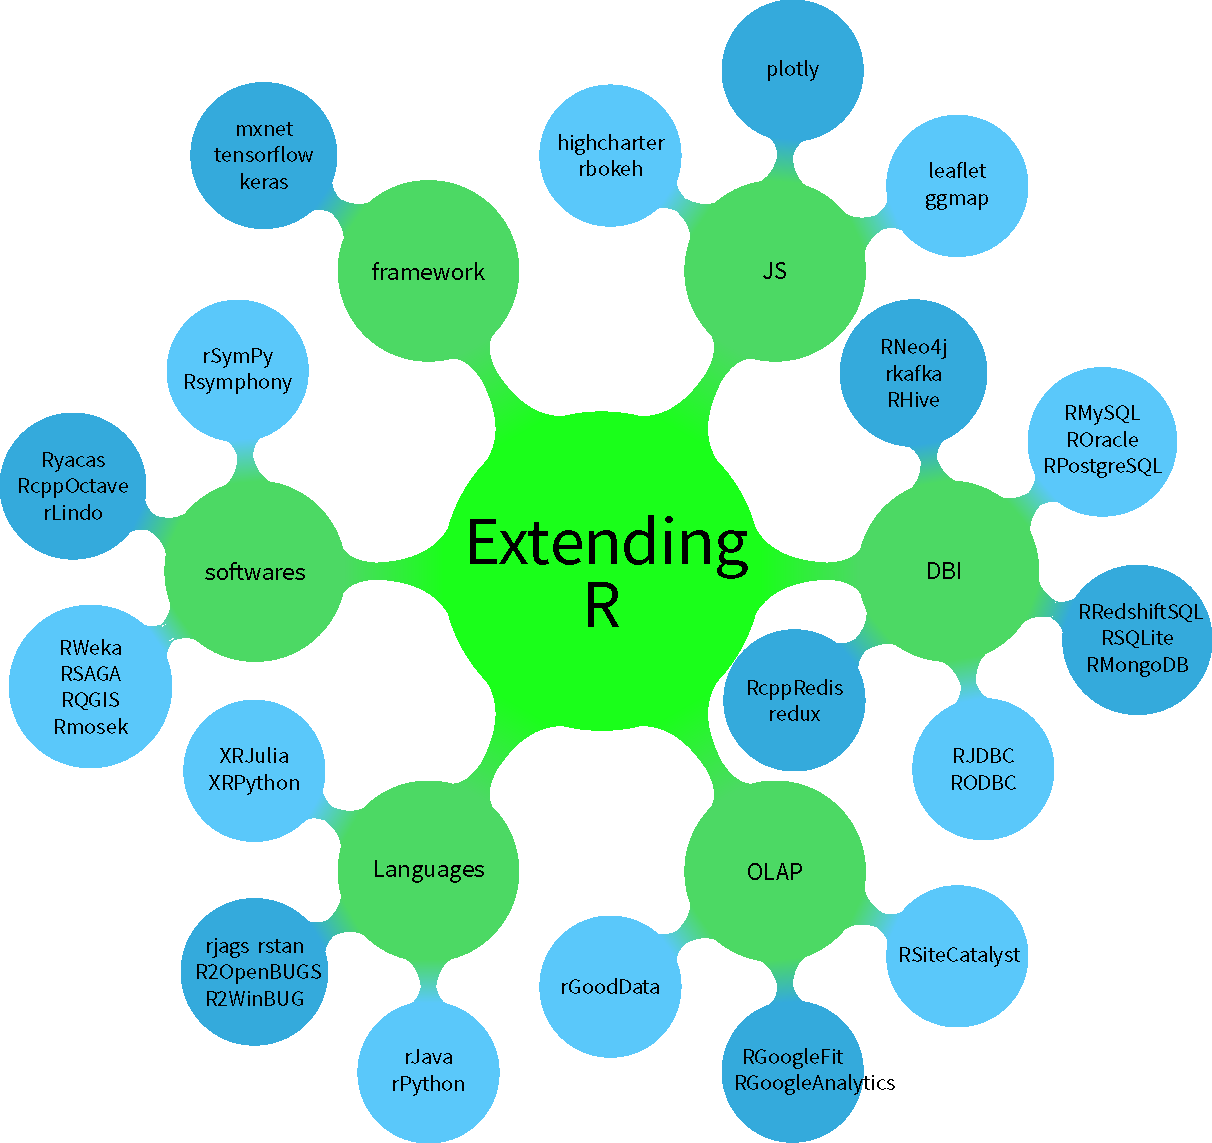 plotly
highcharter
rbokeh
leaflet
ggmap
JS
mxnet
tensorflow
keras
framework
rSymPy
Rsymphony
Ryacas
RcppOctave
rLindo
softwares
RWeka
RSAGA
RQGIS
Rmosek
Extending
R
RNeo4j
rkafka
RHive
RMySQL
ROracle
RPostgreSQL
DBI
RRedshiftSQL
RSQLite
RMongoDB
RcppRedis
redux
RJDBC
RODBC
XRJulia
XRPython
Languages
rjags rstan
R2OpenBUGS
R2WinBUG
rJava
rPython
OLAP
rGoodData
RSiteCatalyst
RGoogleFit
RGoogleAnalytics